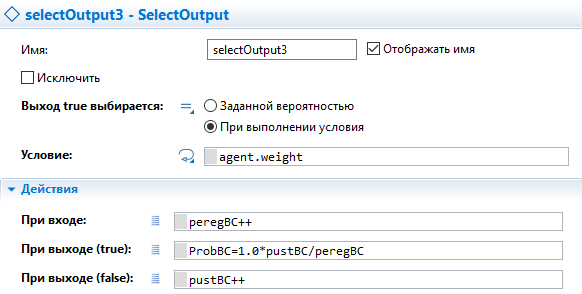 selectOutput3 - SelectOutput
Имя: selectOutput3 Отображать имя
Исключить
Выход true выбирается: Заданной вероятностью
При выполнении условия
Условие: agent.weight
Действия
При входе: peregBC++
При выходе (true): ProbBC=1.0*pustBC/peregBC
При выходе (false): pustBC++